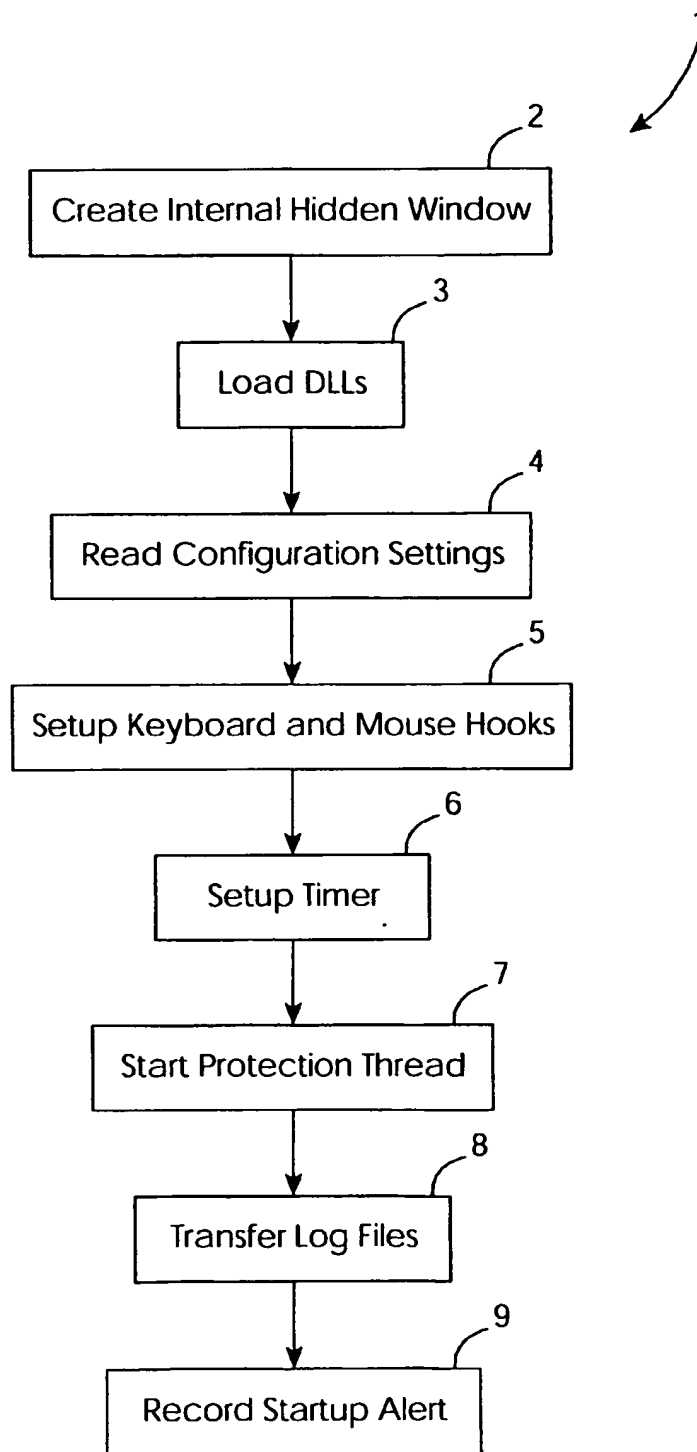 2
Create Internal Hidden Window
3
Load DLLs
4
Read Configuration Settings
5
Setup Keyboard and Mouse Hooks
6
Setup Timer
7
Start Protection Thread
8
Transfer Log Files
9
Record Startup Alert